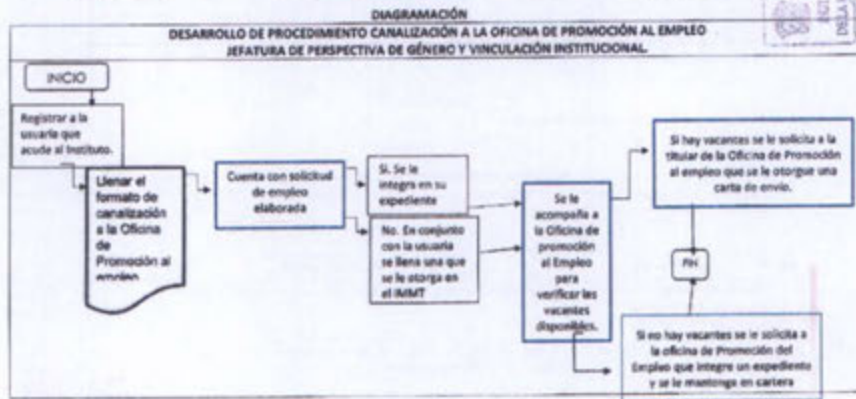 DIAGRAMACIÓN
DESARROLLO DE PROCEDIMIENTO CANALIZACIÓN A LA OFICINA DE PROMOCIÓN AL EMPLEO
JEFATURA DE PERSPECTIVA DE GÉNERO Y VINCULACIÓN INSTITUCIONAL.
INICIO
Registrar a la
usuaria que
acude al Instituto.
Llenar el
formato de
canalización
a la Oficina
de
Promoción al
empleo
Cuenta con solicitud
de empleo
elaborada
Si. Se le
integra en su
expediente
No. En conjunto
con la usuaria
se llena una que
se le otorga en
el IMMT
Se le
acompaña a
la Oficina de
promoción
al Empleo
para
verificar las
vacantes
disponibles.
Si hay vacantes se le solicita a la
titular de la Oficina de Promoción
al empleo que se le otorgue una
carta de envío.
FIN
Si no hay vacantes se le solicita a
la oficina de Promoción del
Empleo que integre un expediente
y se le mantenga en cartera